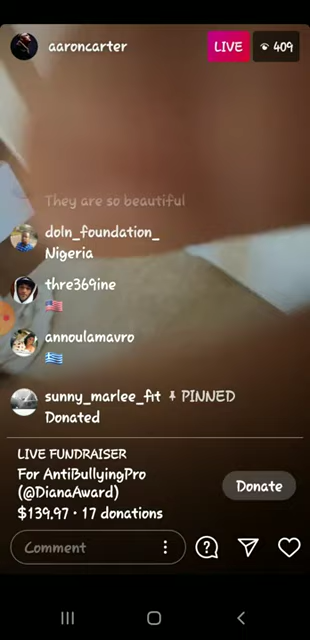 aaroncarter
LIVE
409
They are so beautiful
doln_foundation_
Nigeria
thre369ine
🇺🇸
annoulamavro
🇬🇷
sunny_marlee_fit PINNED
Donated
LIVE FUNDRAISER
For AntiBullyingPro
(@DianaAward)
$139.97 · 17 donations
Donate
Comment